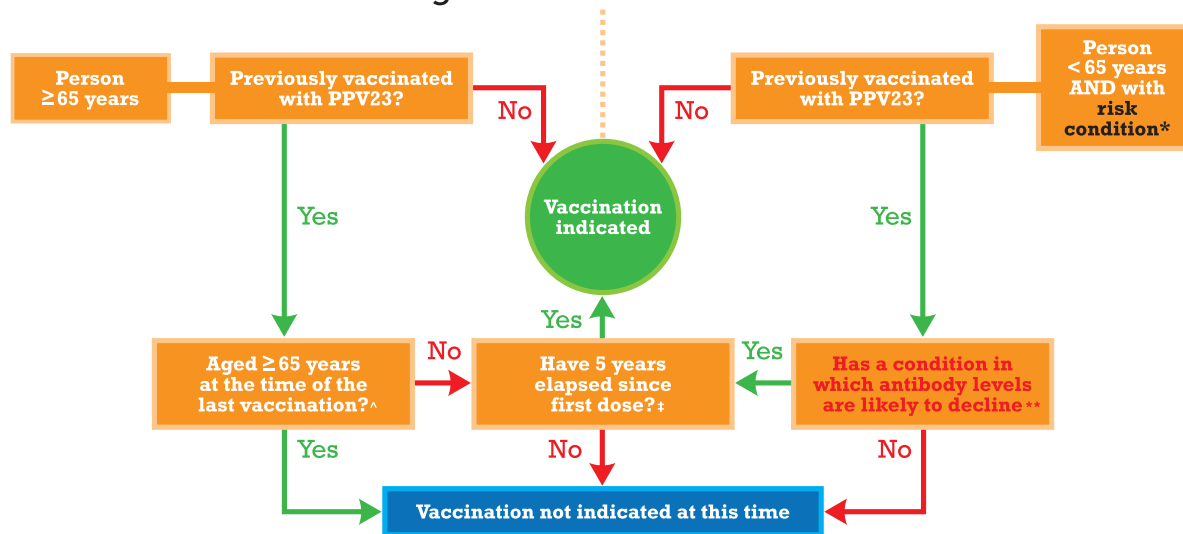 Person
≥65 years
Previously vaccinated
with PPV23?
No
No
Previously vaccinated
with PPV23?
Person
<65 years
AND with
risk
condition*
Yes
Vaccination
indicated
Yes
Yes
Aged ≥65 years
at the time of the
last vaccination?^
No
Have 5 years
elapsed since
first dose?‡
Yes
Has a condition in
which antibody levels
are likely to decline**
Yes
No
No
Vaccination not indicated at this time